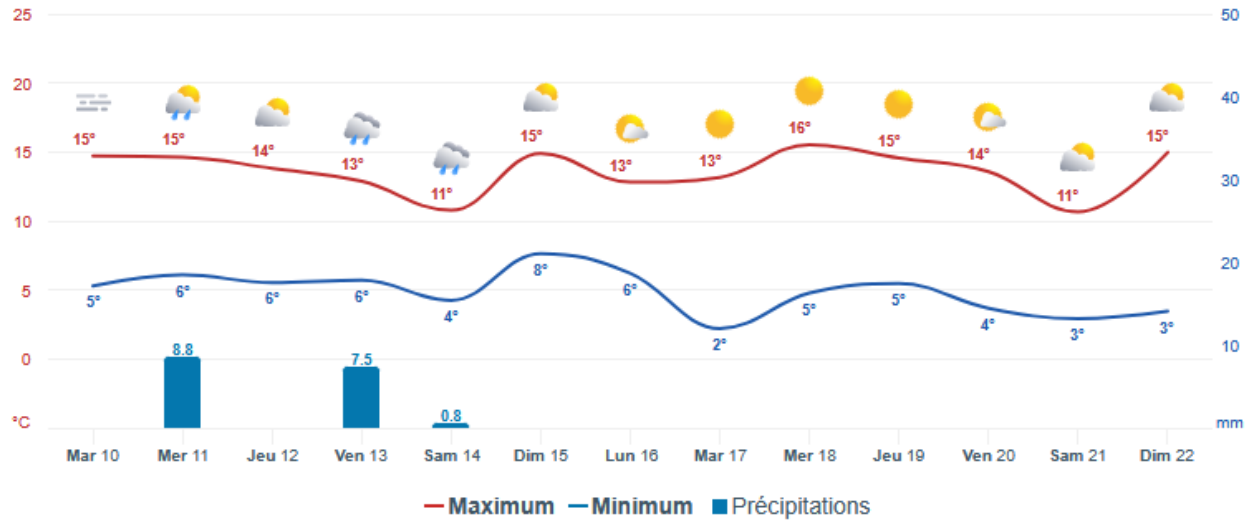 25 50
20 40
15° 15° 14° 13° 11° 15° 13° 13° 16° 15° 14° 11° 15°
15 30
10 20
5° 6° 6° 6° 4° 8° 6° 2° 5° 5° 4° 3° 3°
5 10
0
8.8 7.5 0.8
°C mm
Mar 10 Mer 11 Jeu 12 Ven 13 Sam 14 Dim 15 Lun 16 Mar 17 Mer 18 Jeu 19 Ven 20 Sam 21 Dim 22
Maximum Minimum Précipitations